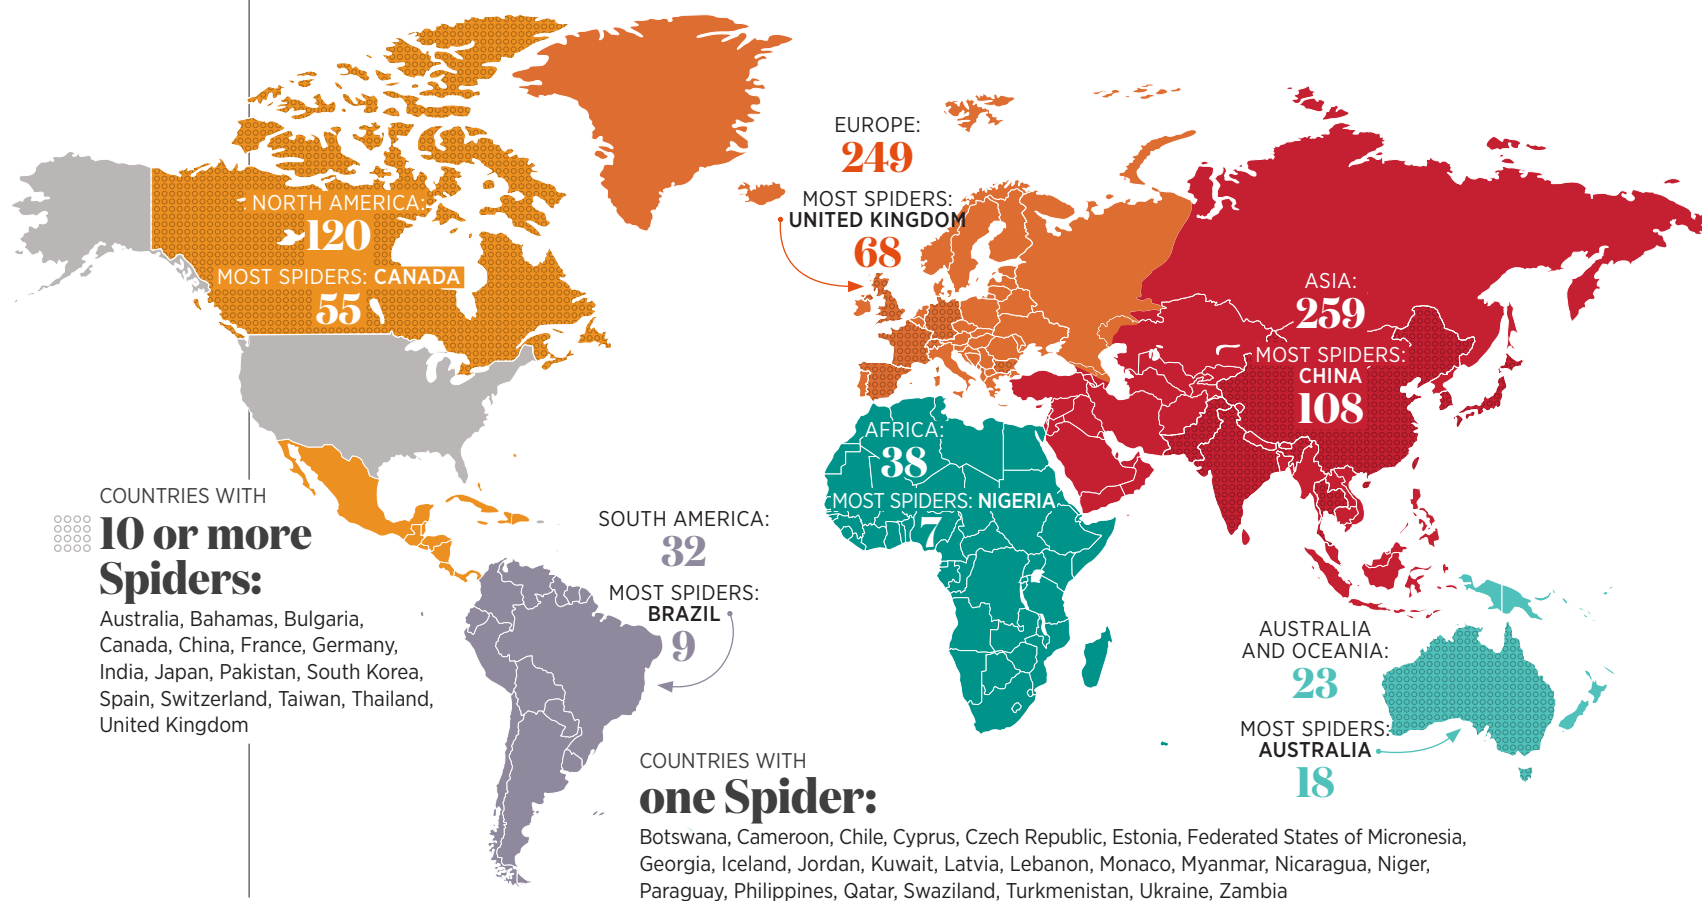 NORTH AMERICA:
120
MOST SPIDERS: CANADA
55
EUROPE:
249
MOST SPIDERS:
UNITED KINGDOM
68
ASIA:
259
MOST SPIDERS:
CHINA
108
AFRICA:
38
MOST SPIDERS: NIGERIA
7
SOUTH AMERICA:
32
MOST SPIDERS:
BRAZIL
9
AUSTRALIA
AND OCEANIA:
23
MOST SPIDERS:
AUSTRALIA
18
COUNTRIES WITH
10 or more
Spiders:
Australia, Bahamas, Bulgaria,
Canada, China, France, Germany,
India, Japan, Pakistan, South Korea,
Spain, Switzerland, Taiwan, Thailand,
United Kingdom
COUNTRIES WITH
one Spider:
Botswana, Cameroon, Chile, Cyprus, Czech Republic, Estonia, Federated States of Micronesia,
Georgia, Iceland, Jordan, Kuwait, Latvia, Lebanon, Monaco, Myanmar, Nicaragua, Niger,
Paraguay, Philippines, Qatar, Swaziland, Turkmenistan, Ukraine, Zambia